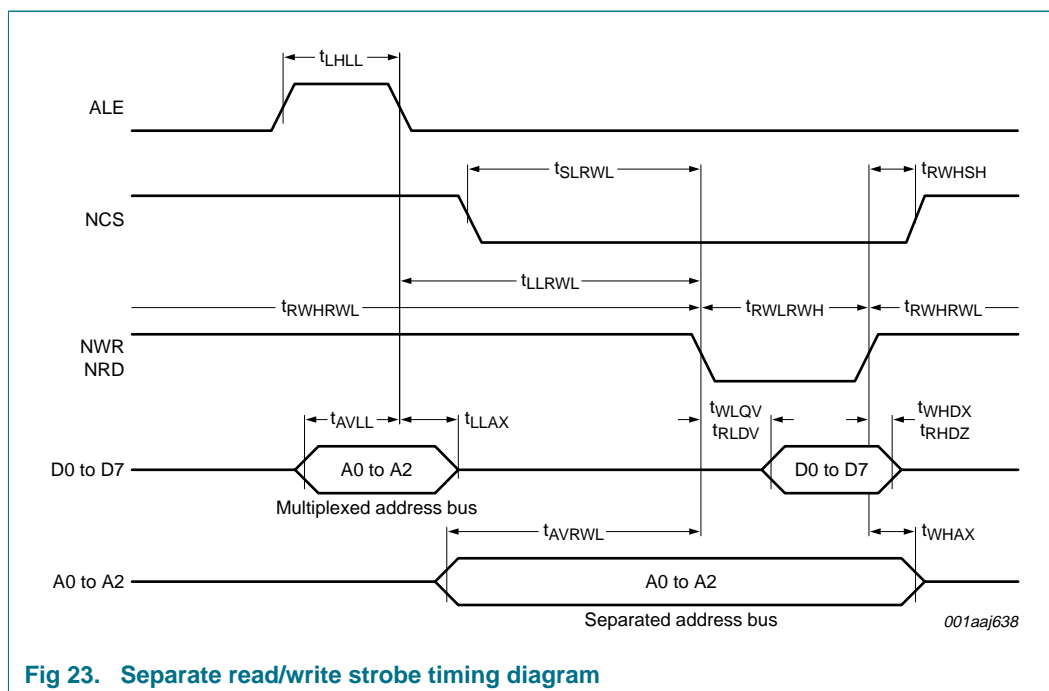 tLHLL
ALE
tSLRWL
tRWHSH
NCS
tLLRWL
tRWHRWL
tRWLRWH
tRWHRWL
NWR
NRD
tAVLL
tLLAX
tWLQV
tRLDV
tWHDX
tRHDZ
D0 to D7
A0 to A2
D0 to D7
Multiplexed address bus
tAVRWL
tWHAX
A0 to A2
A0 to A2
Separated address bus
001aaj638
Fig 23. Separate read/write strobe timing diagram